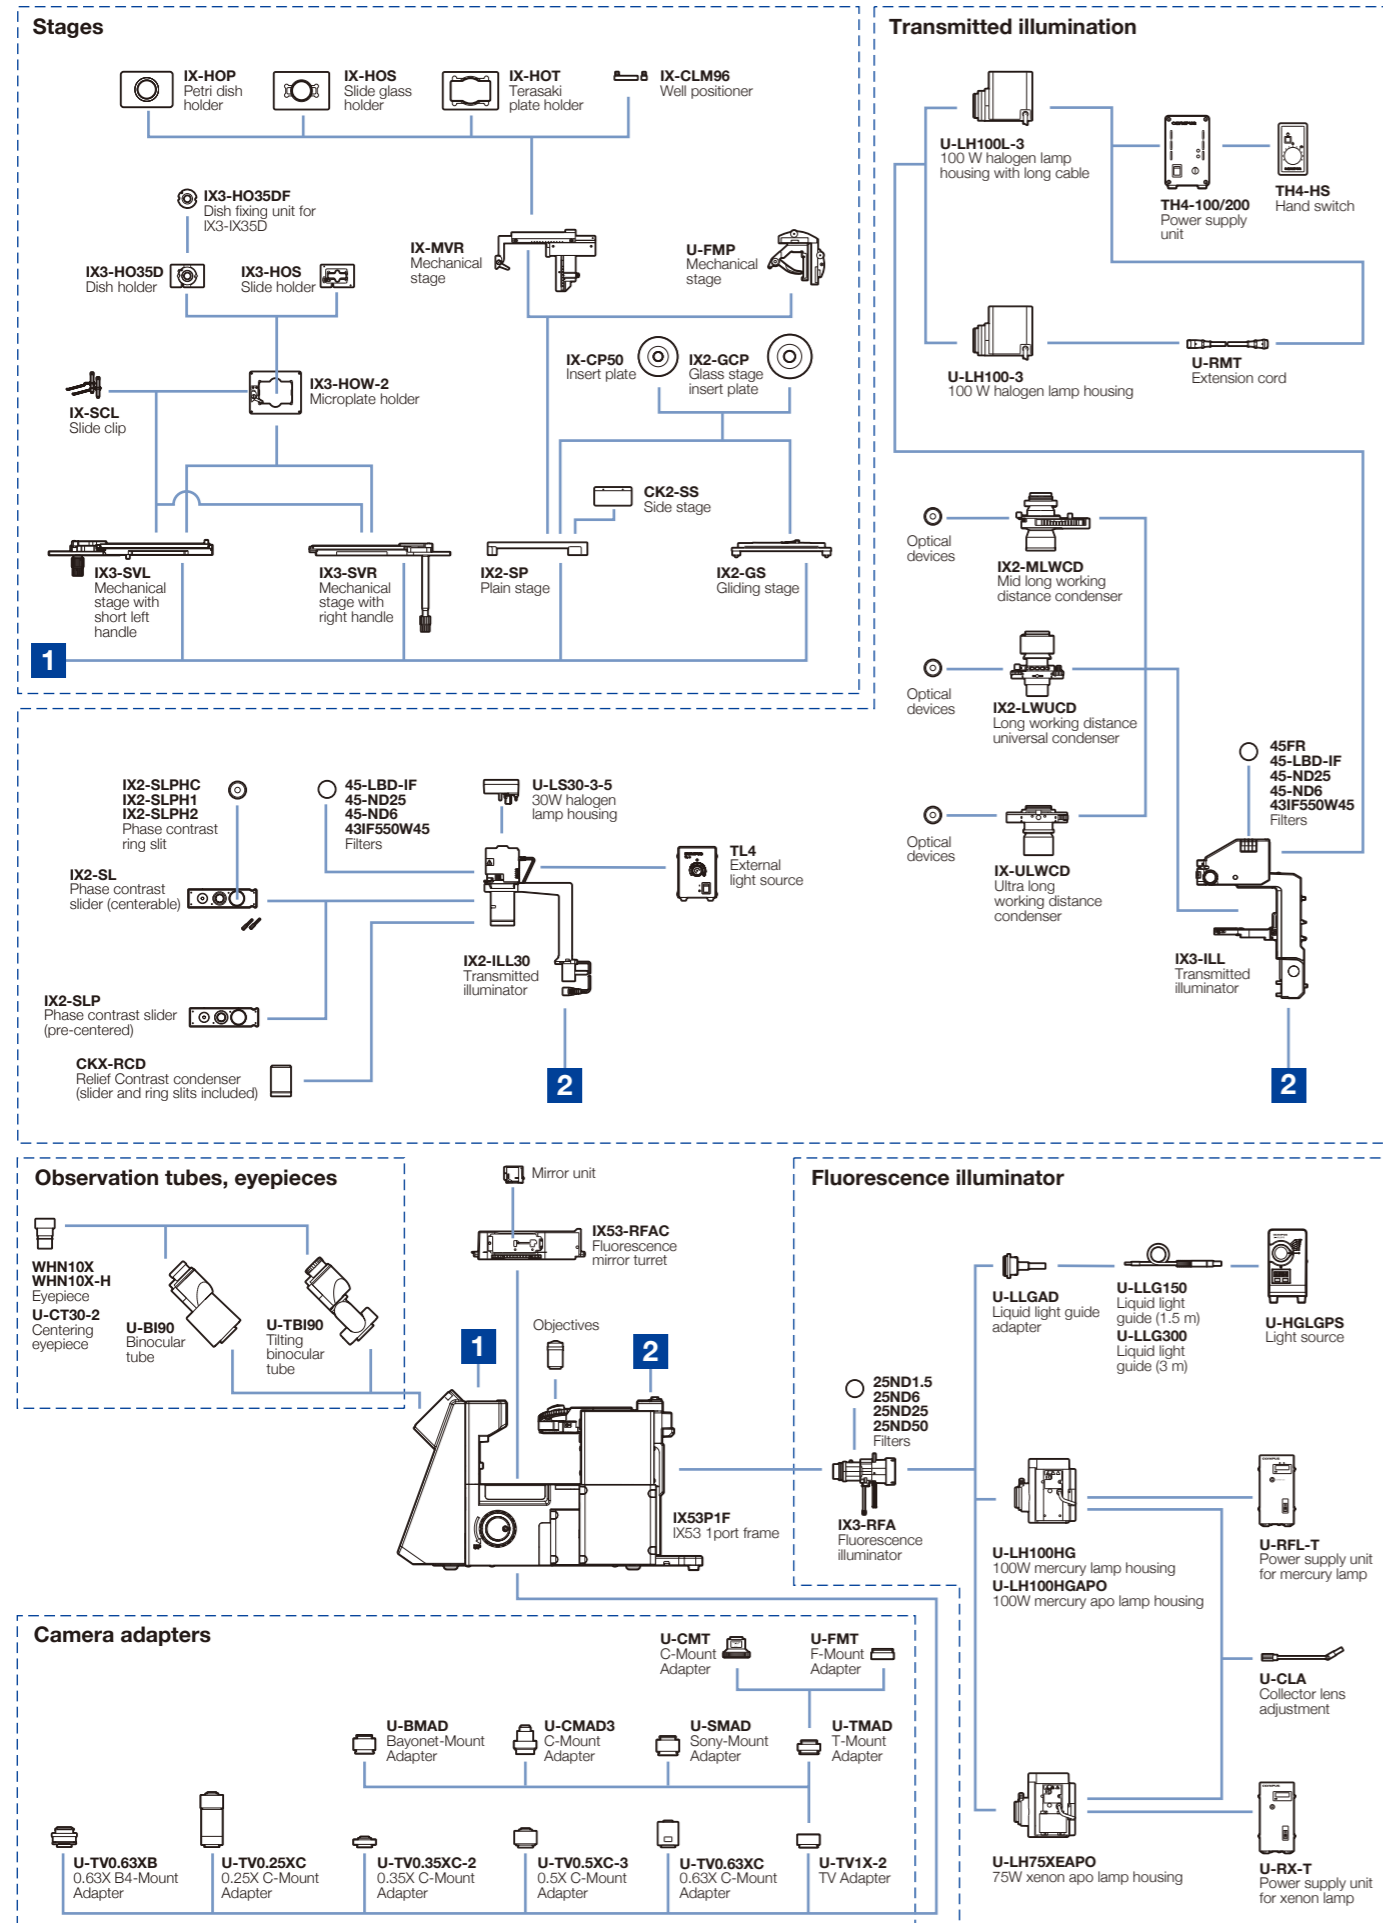 Stages
IX-HOP
Petri dish
holder
IX-HOS
Slide glass
holder
IX-HOT
Terasaki
plate holder
IX-CLM96
Well positioner
IX3-HO35DF
Dish fixing unit for
IX3-IX35D
IX-MVR
Mechanical
stage
U-FMP
Mechanical
stage
IX3-HO35D
Dish holder
IX3-HOS
Slide holder
IX-CP50
Insert plate
IX2-GCP
Glass stage
insert plate
IX-SCL
Slide clip
IX3-HOW-2
Microplate holder
CK2-SS
Side stage
IX3-SVL
Mechanical
stage with
short left
handle
IX3-SVR
Mechanical
stage with
right handle
IX2-SP
Plain stage
IX2-GS
Gliding stage
1
Transmitted illumination
U-LH100L-3
100 W halogen lamp
housing with long cable
TH4-100/200
Power supply
unit
TH4-HS
Hand switch
U-LH100-3
100 W halogen lamp housing
U-RMT
Extension cord
Optical
devices
IX2-MLWCD
Mid long working
distance condenser
Optical
devices
IX2-LWUCD
Long working distance
universal condenser
Optical
devices
IX-ULWCD
Ultra long
working distance
condenser
45FR
45-LBD-IF
45-ND25
45-ND6
43IF550W45
Filters
IX3-ILL
Transmitted
illuminator
2
IX2-SLPHC
IX2-SLPH1
IX2-SLPH2
Phase contrast
ring slit
45-LBD-IF
45-ND25
45-ND6
43IF550W45
Filters
U-LS30-3-5
30W halogen
lamp housing
TL4
External
light source
IX2-SL
Phase contrast
slider (centerable)
IX2-ILL30
Transmitted
illuminator
IX2-SLP
Phase contrast slider
(pre-centered)
CKX-RCD
Relief Contrast condenser
(slider and ring slits included)
2
Observation tubes, eyepieces
WHN10X
WHN10X-H
Eyepiece
U-CT30-2
Centering
eyepiece
U-BI90
Binocular
tube
U-TBI90
Tilting
binocular
tube
Mirror unit
IX53-RFAC
Fluorescence
mirror turret
Objectives
1
2
IX53P1F
IX53 1port frame
Fluorescence illuminator
U-LLGAD
Liquid light guide
adapter
U-LLG150
Liquid light
guide (1.5 m)
U-LLG300
Liquid light
guide (3 m)
U-HGLGPS
Light source
25ND1.5
25ND6
25ND25
25ND50
Filters
IX3-RFA
Fluorescence
illuminator
U-LH100HG
100W mercury lamp housing
U-LH100HGAPO
100W mercury apo lamp housing
U-RFL-T
Power supply unit
for mercury lamp
U-CLA
Collector lens
adjustment
U-LH75XEAPO
75W xenon apo lamp housing
U-RX-T
Power supply unit
for xenon lamp
Camera adapters
U-CMT
C-Mount
Adapter
U-FMT
F-Mount
Adapter
U-BMAD
Bayonet-Mount
Adapter
U-CMAD3
C-Mount
Adapter
U-SMAD
Sony-Mount
Adapter
U-TMAD
T-Mount
Adapter
U-TV0.63XB
0.63X B4-Mount
Adapter
U-TV0.25XC
0.25X C-Mount
Adapter
U-TV0.35XC-2
0.35X C-Mount
Adapter
U-TV0.5XC-3
0.5X C-Mount
Adapter
U-TV0.63XC
0.63X C-Mount
Adapter
U-TV1X-2
TV Adapter